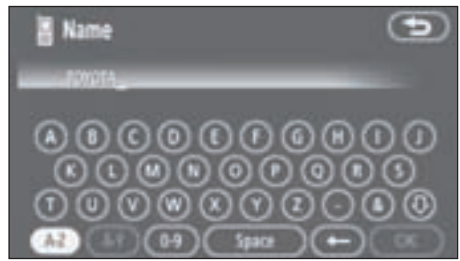 Name
TOYOTA_
A B C D E F G H I J
K L M N O P Q R S
T U V W X Y Z - &
A-Z 0-9 Space OK